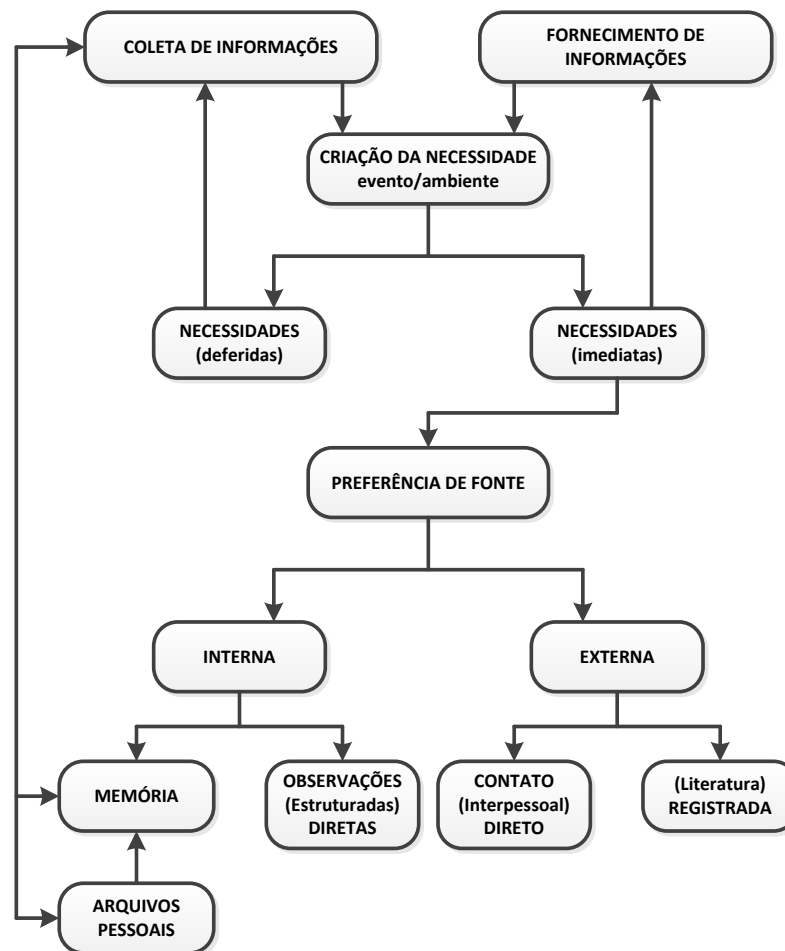 COLETA DE INFORMAÇÕES
FORNECIMENTO DE
INFORMAÇÕES
CRIAÇÃO DA NECESSIDADE
evento/ambiente
NECESSIDADES
(deferidas)
NECESSIDADES
(imediatas)
PREFERÊNCIA DE FONTE
INTERNA
EXTERNA
MEMÓRIA
OBSERVAÇÕES
(Estruturadas)
DIRETAS
CONTATO
(Interpessoal)
DIRETO
(Literatura)
REGISTRADA
ARQUIVOS
PESSOAIS